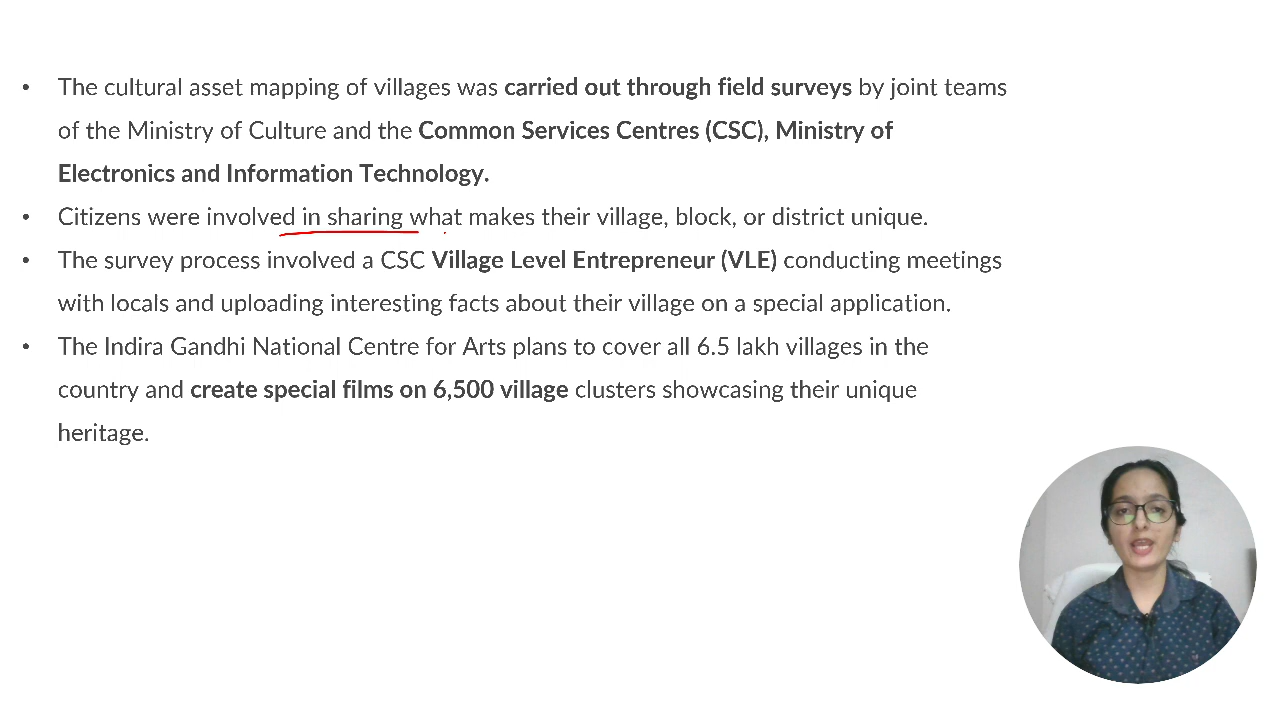 • The cultural asset mapping of villages was carried out through field surveys by joint teams
of the Ministry of Culture and the Common Services Centres (CSC), Ministry of
Electronics and Information Technology.
• Citizens were involved in sharing what makes their village, block, or district unique.
• The survey process involved a CSC Village Level Entrepreneur (VLE) conducting meetings
with locals and uploading interesting facts about their village on a special application.
• The Indira Gandhi National Centre for Arts plans to cover all 6.5 lakh villages in the
country and create special films on 6,500 village clusters showcasing their unique
heritage.